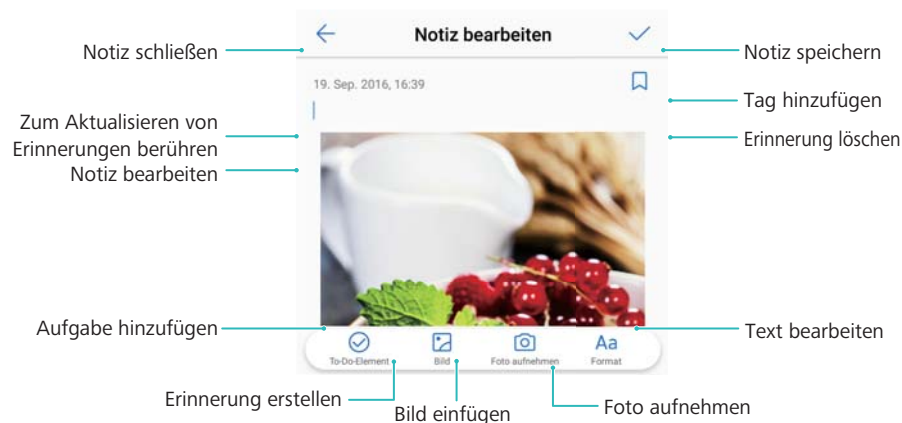 Notiz bearbeiten
Notiz schließen
Notiz speichern
19. Sep. 2016, 16:39
Tag hinzufügen
Zum Aktualisieren von
Erinnerungen berühren
Erinnerung löschen
Notiz bearbeiten
Aufgabe hinzufügen
Text bearbeiten
To-Do-Element
Bild
Foto aufnehmen
Aa
Format
Erinnerung erstellen
Bild einfügen
Foto aufnehmen